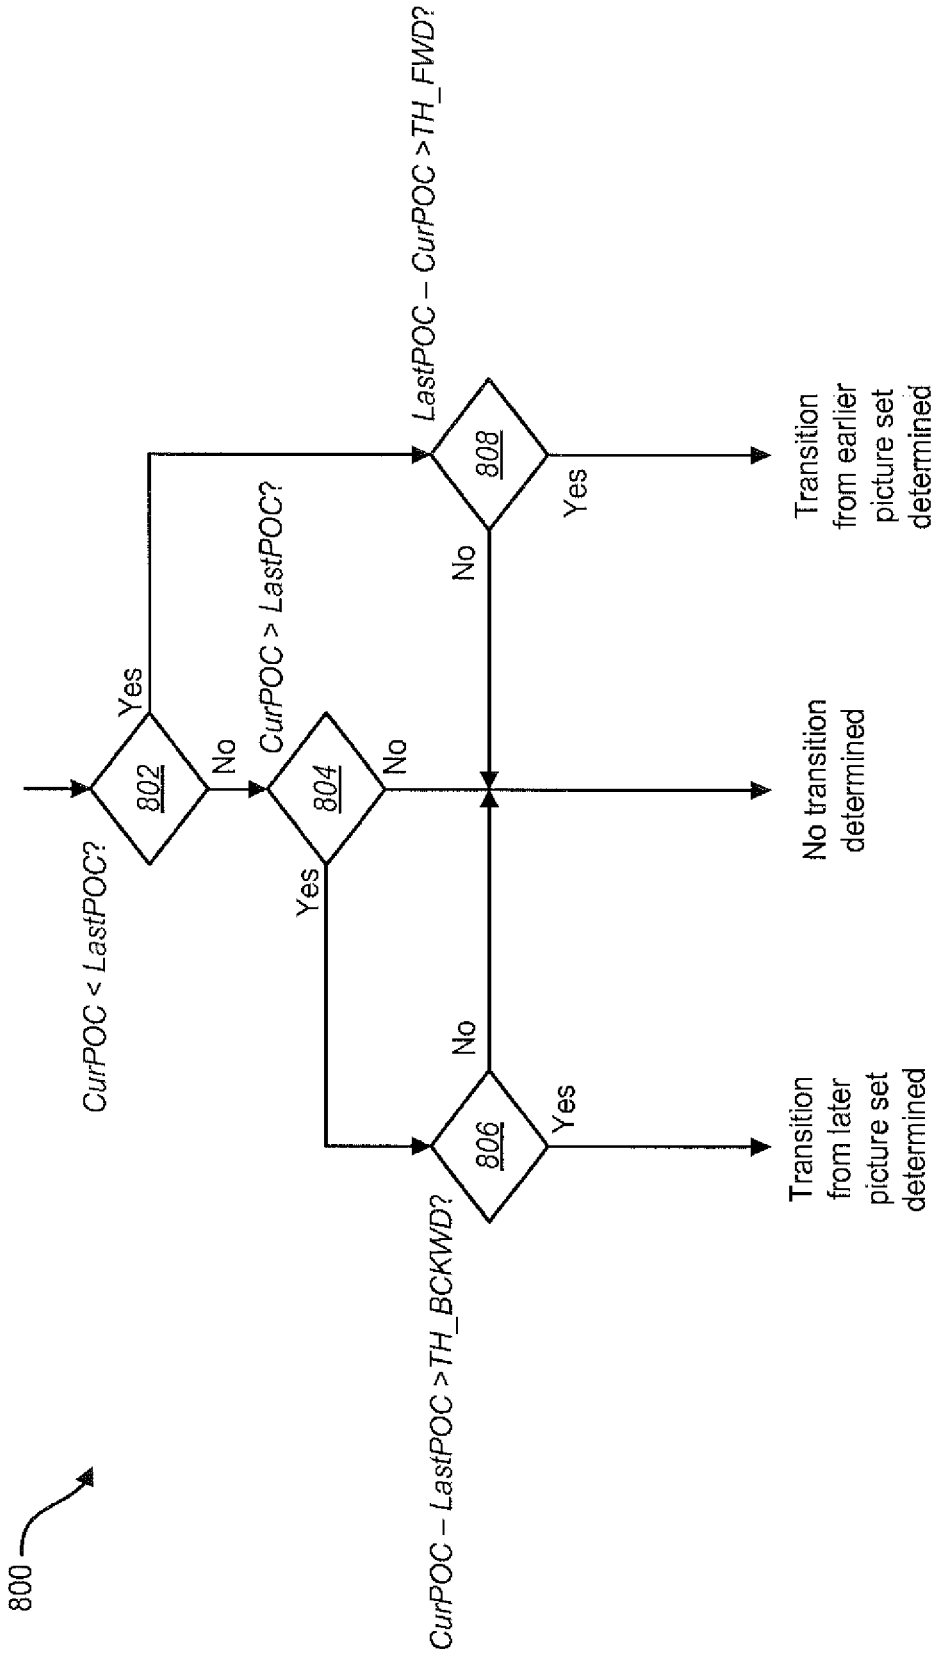 800
CurPOC < LastPOC?
802
Yes
No
CurPOC > LastPOC?
804
Yes
No
CurPOC – LastPOC >TH_BCKWD?
806
No
Yes
LastPOC – CurPOC >TH_FWD?
808
No
Yes
Transition
from later
picture set
determined
No transition
determined
Transition
from earlier
picture set
determined